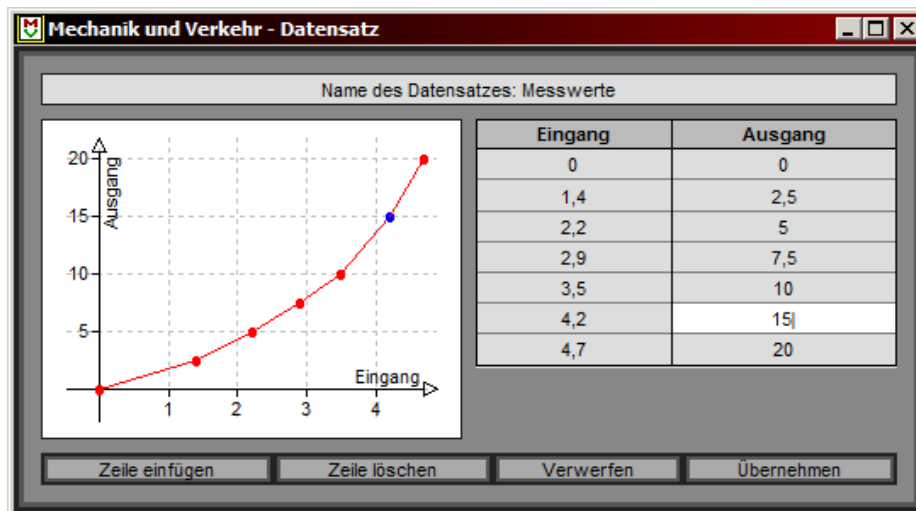 Mechanik und Verkehr - Datensatz
Name des Datensatzes: Messwerte
20
15
10
5
Ausgang
Eingang
1 2 3 4
Eingang Ausgang
0 0
1,4 2,5
2,2 5
2,9 7,5
3,5 10
4,2 15
4,7 20
Zeile einfügen Zeile löschen Verwerfen Übernehmen